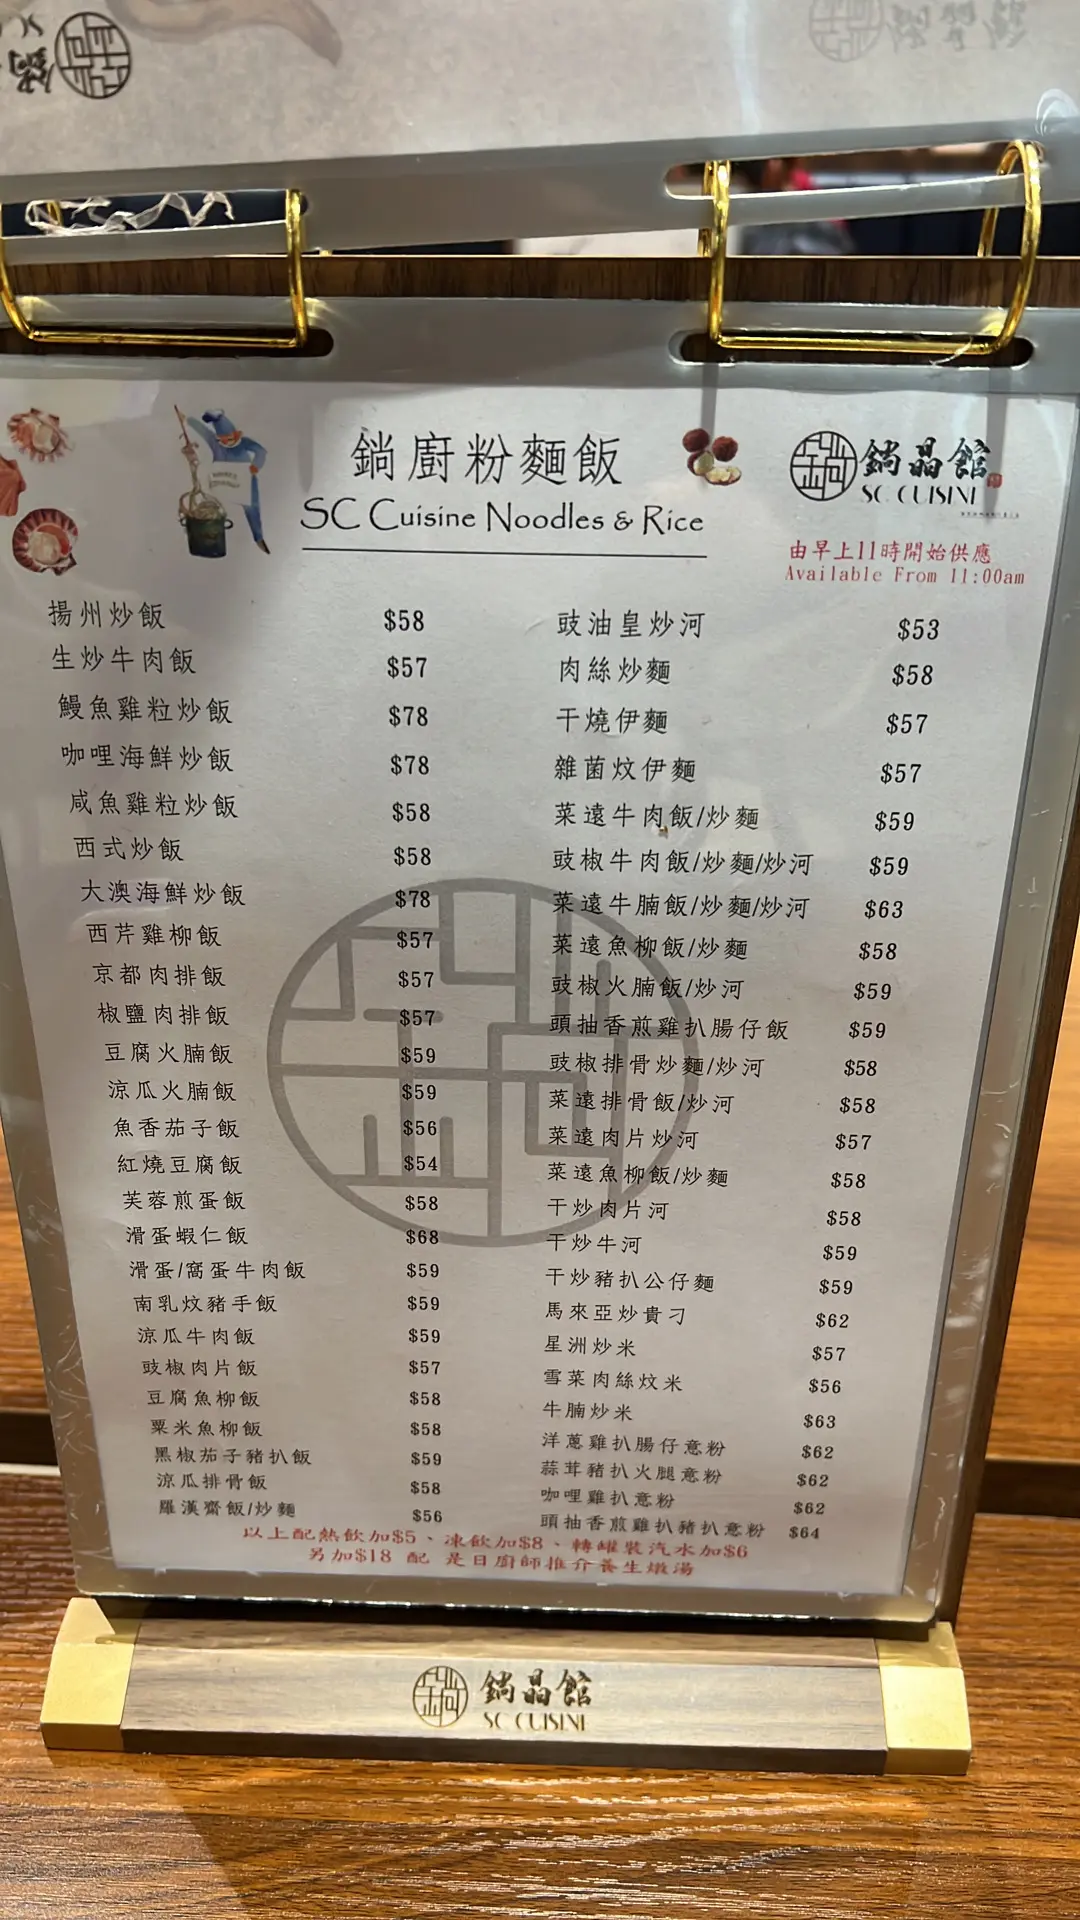 鍋廚粉麵飯
SC Cuisine Noodles & Rice
鍋晶館
SC CUISINE
由早上11時開始供應
Available From 11:00am
揚州炒飯 $58
生炒牛肉飯 $57
鰻魚雞粒炒飯 $78
咖哩海鮮炒飯 $78
咸魚雞粒炒飯 $58
西式炒飯 $58
大澳海鮮炒飯 $78
西芹雞柳飯 $57
京都肉排飯 $57
椒鹽肉排飯 $57
豆腐火腩飯 $59
涼瓜火腩飯 $59
魚香茄子飯 $56
紅燒豆腐飯 $54
芙蓉煎蛋飯 $58
滑蛋蝦仁飯 $68
滑蛋/窩蛋牛肉飯 $59
南乳炆豬手飯 $59
涼瓜牛肉飯 $59
豉椒肉片飯 $57
豆腐魚柳飯 $58
粟米魚柳飯 $58
黑椒茄子豬扒飯 $59
涼瓜排骨飯 $58
羅漢齋飯/炒麵 $56
豉油皇炒河 $53
肉絲炒麵 $58
干燒伊麵 $57
雜菌炆伊麵 $57
菜遠牛肉飯/炒麵 $59
豉椒牛肉飯/炒麵/炒河 $59
菜遠牛腩飯/炒麵/炒河 $63
菜遠魚柳飯/炒麵 $58
豉椒火腩飯/炒河 $59
頭抽香煎雞扒腸仔飯 $59
豉椒排骨炒麵/炒河 $58
菜遠排骨飯/炒河 $58
菜遠肉片炒河 $57
菜遠魚柳飯/炒麵 $58
干炒肉片河 $58
干炒牛河 $59
干炒豬扒公仔麵 $59
馬來亞炒貴刁 $62
星洲炒米 $57
雪菜肉絲炆米 $56
牛腩炒米 $63
洋蔥雞扒腸仔意粉 $62
蒜茸豬扒火腿意粉 $62
咖哩雞扒意粉 $62
頭抽香煎雞扒豬扒意粉 $64
以上配熱飲加$5、凍飲加$8、轉罐裝汽水加$6
另加$18 配 是日廚師推介養生燉湯
鍋晶館
SC CUISINE